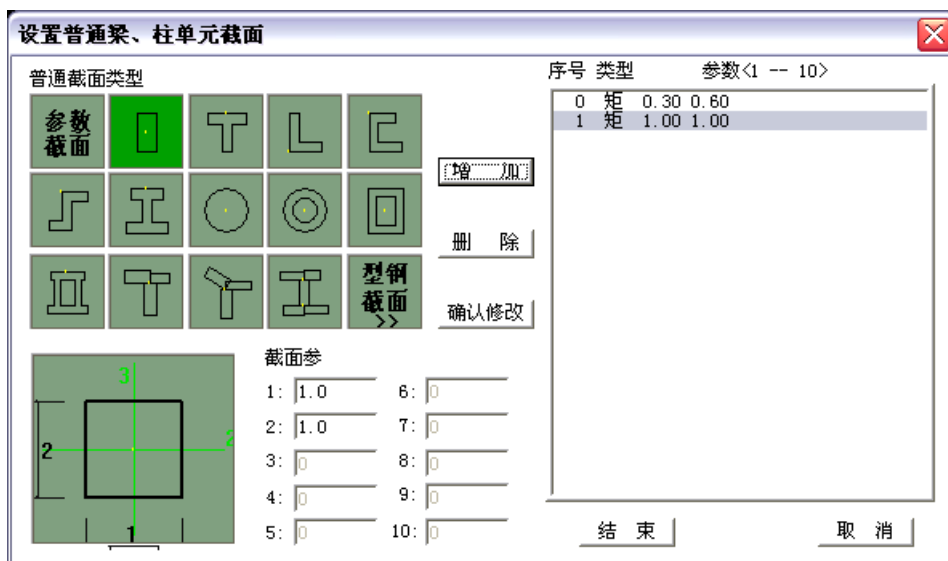 设置普通梁、柱单元截面
普通截面类型
序号 类型 参数<1 -- 10>
参数
截面
型钢
截面
>>
增 加
删 除
确认修改
0 矩 0.30 0.60
1 矩 1.00 1.00
3
2
2
1
截面参
1: 1.0 6: 0
2: 1.0 7: 0
3: 0 8: 0
4: 0 9: 0
5: 0 10: 0
结 束 取 消